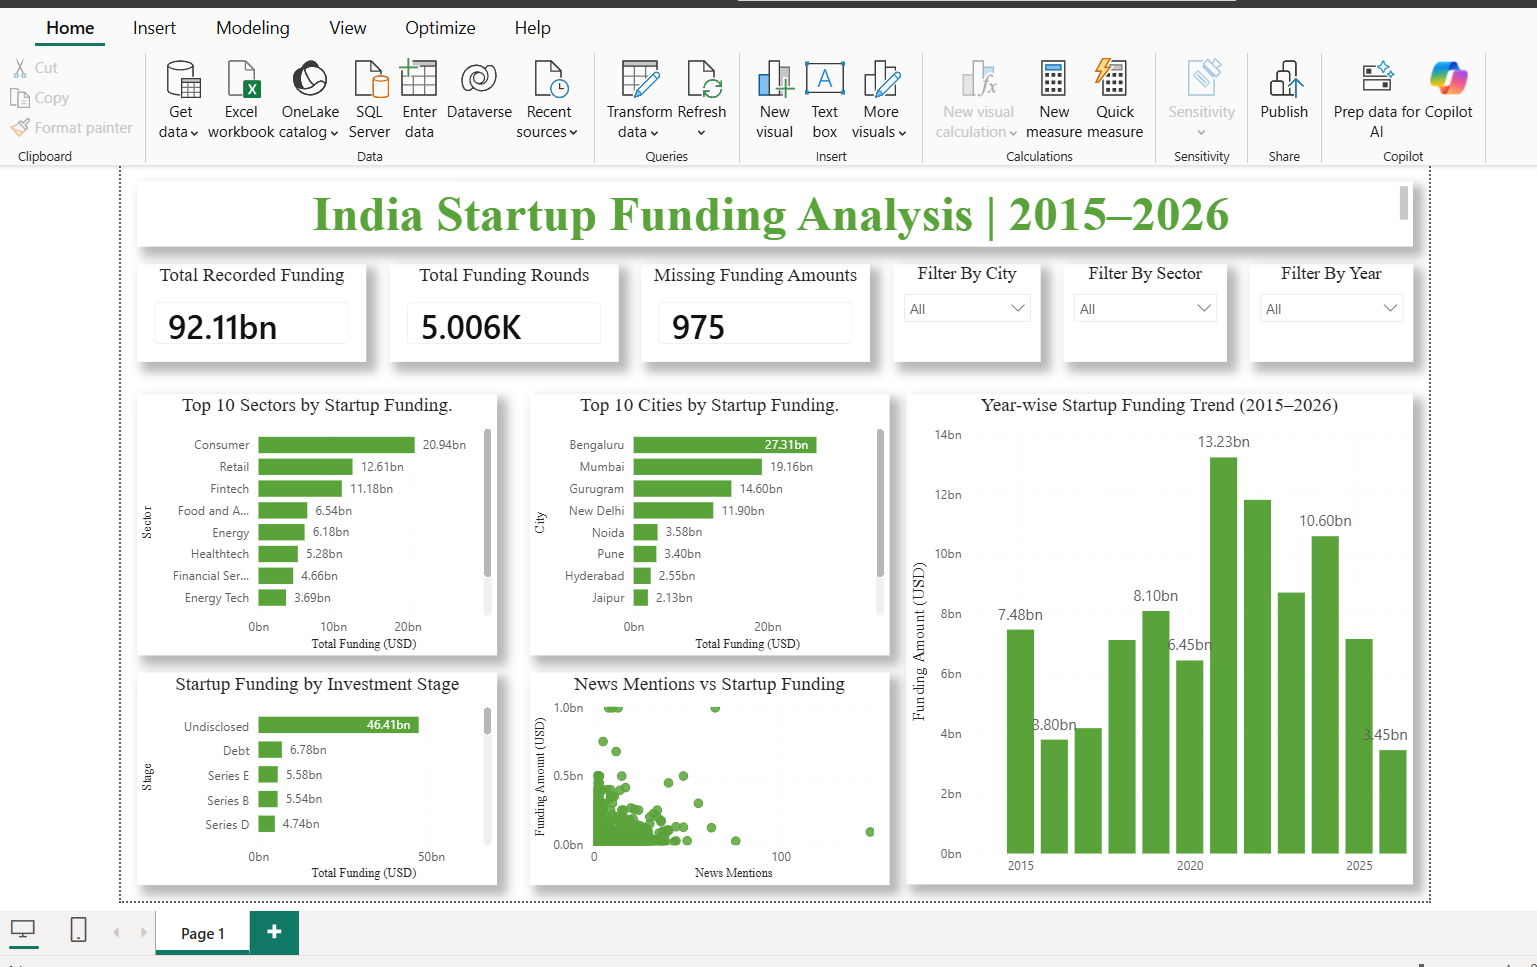 Home Insert Modeling View Optimize Help
Cut
Copy
Format painter
Clipboard
Get data
Excel workbook
OneLake catalog
SQL Server
Enter data
Dataverse
Recent sources
Data
Transform data
Refresh
Queries
New visual
Text box
More visuals
Insert
New visual calculation
New measure
Quick measure
Calculations
Sensitivity
Sensitivity
Publish
Share
Prep data for AI
Copilot
Copilot
India Startup Funding Analysis | 2015–2026
Total Recorded Funding
92.11bn
Total Funding Rounds
5.006K
Missing Funding Amounts
975
Filter By City
All
Filter By Sector
All
Filter By Year
All
Top 10 Sectors by Startup Funding.
Sector
Consumer 20.94bn
Retail 12.61bn
Fintech 11.18bn
Food and A... 6.54bn
Energy 6.18bn
Healthtech 5.28bn
Financial Ser... 4.66bn
Energy Tech 3.69bn
0bn 10bn 20bn
Total Funding (USD)
Top 10 Cities by Startup Funding.
City
Bengaluru 27.31bn
Mumbai 19.16bn
Gurugram 14.60bn
New Delhi 11.90bn
Noida 3.58bn
Pune 3.40bn
Hyderabad 2.55bn
Jaipur 2.13bn
0bn 20bn
Total Funding (USD)
Year-wise Startup Funding Trend (2015–2026)
Funding Amount (USD)
14bn
12bn
10bn
8bn
6bn
4bn
2bn
0bn
7.48bn
3.80bn
8.10bn
6.45bn
13.23bn
10.60bn
3.45bn
2015 2020 2025
Startup Funding by Investment Stage
Stage
Undisclosed 46.41bn
Debt 6.78bn
Series E 5.58bn
Series B 5.54bn
Series D 4.74bn
0bn 50bn
Total Funding (USD)
News Mentions vs Startup Funding
Funding Amount (USD)
1.0bn
0.5bn
0.0bn
0 100
News Mentions
Page 1